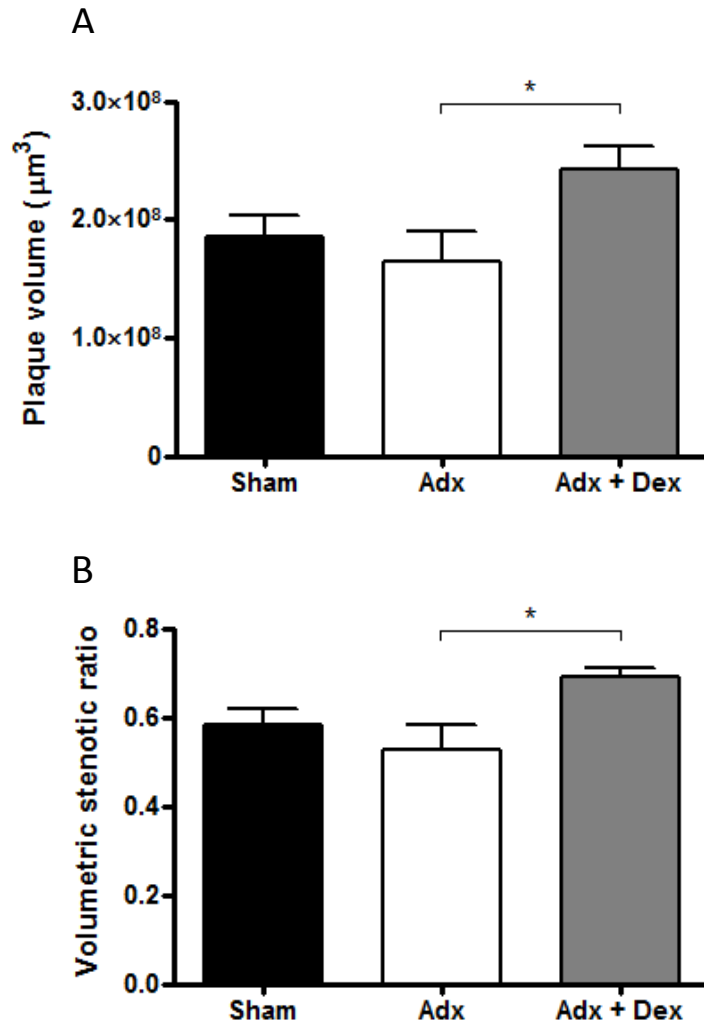 A
*
3.0×10⁸
2.0×10⁸
1.0×10⁸
0
Plaque volume (μm³)
Sham Adx Adx + Dex
B
*
0.8
0.6
0.4
0.2
0.0
Volumetric stenotic ratio
Sham Adx Adx + Dex